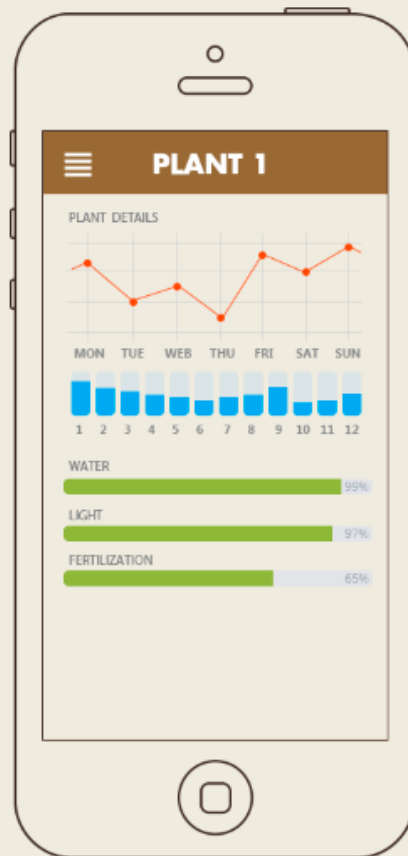 PLANT 1
PLANT DETAILS
MON TUE WEB THU FRI SAT SUN
1 2 3 4 5 6 7 8 9 10 11 12
WATER
99%
LIGHT
97%
FERTILIZATION
65%